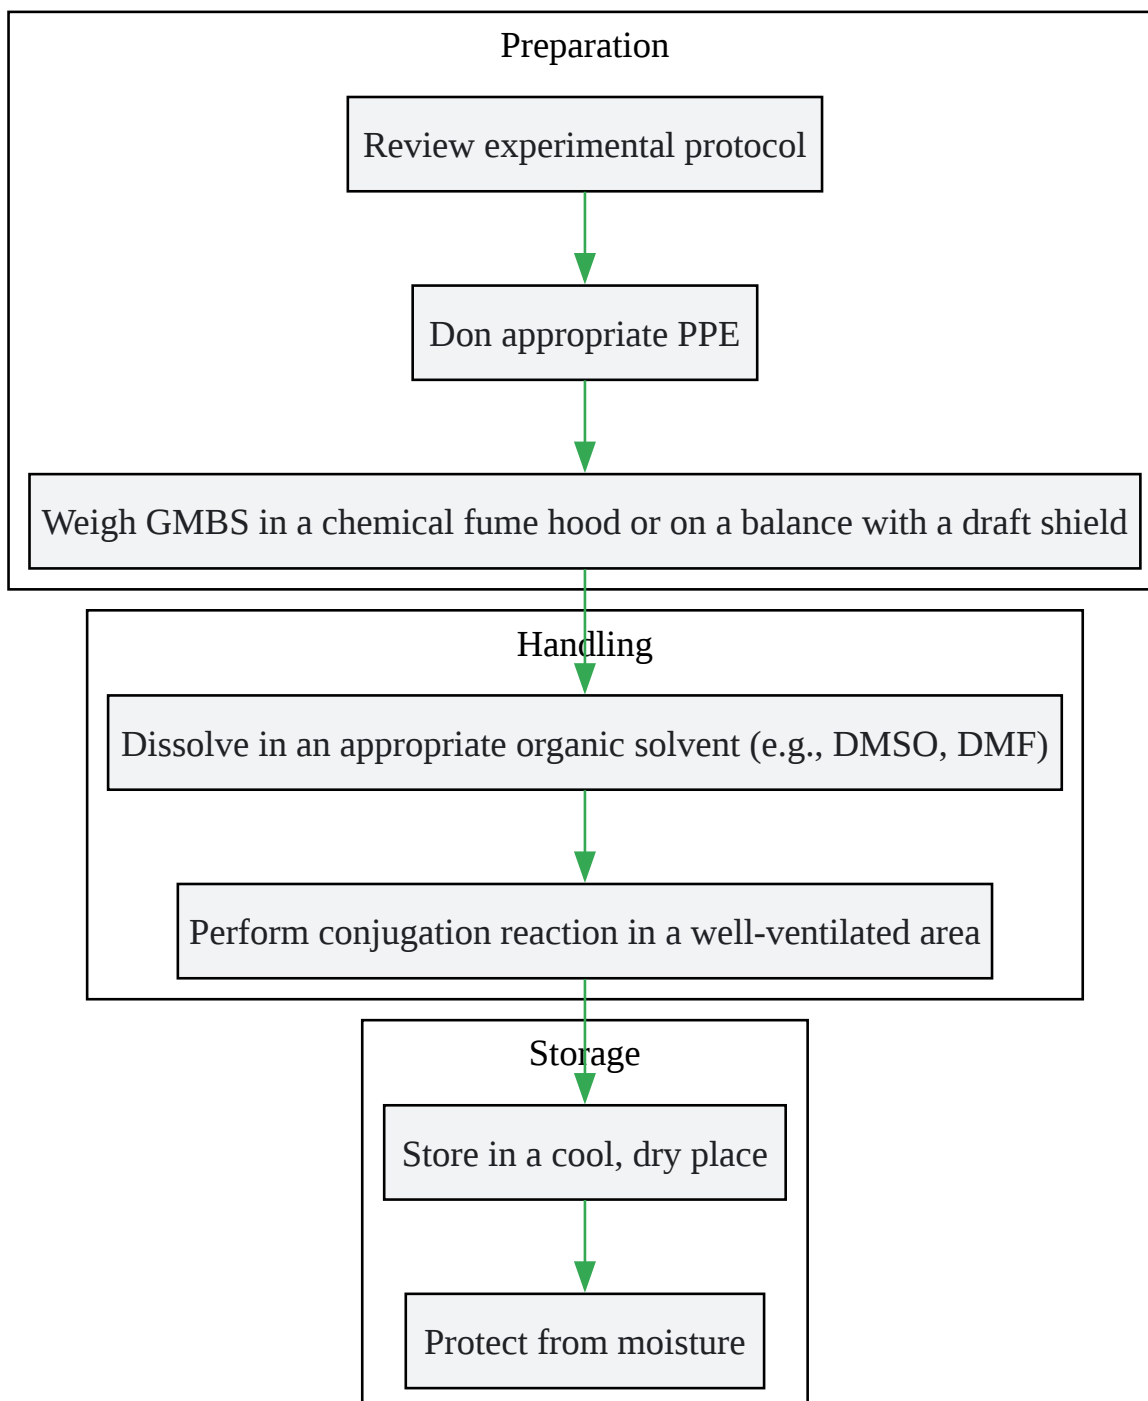 Preparation
Review experimental protocol
Don appropriate PPE
Weigh GMBS in a chemical fume hood or on a balance with a draft shield
Handling
Dissolve in an appropriate organic solvent (e.g., DMSO, DMF)
Perform conjugation reaction in a well-ventilated area
Storage
Store in a cool, dry place
Protect from moisture